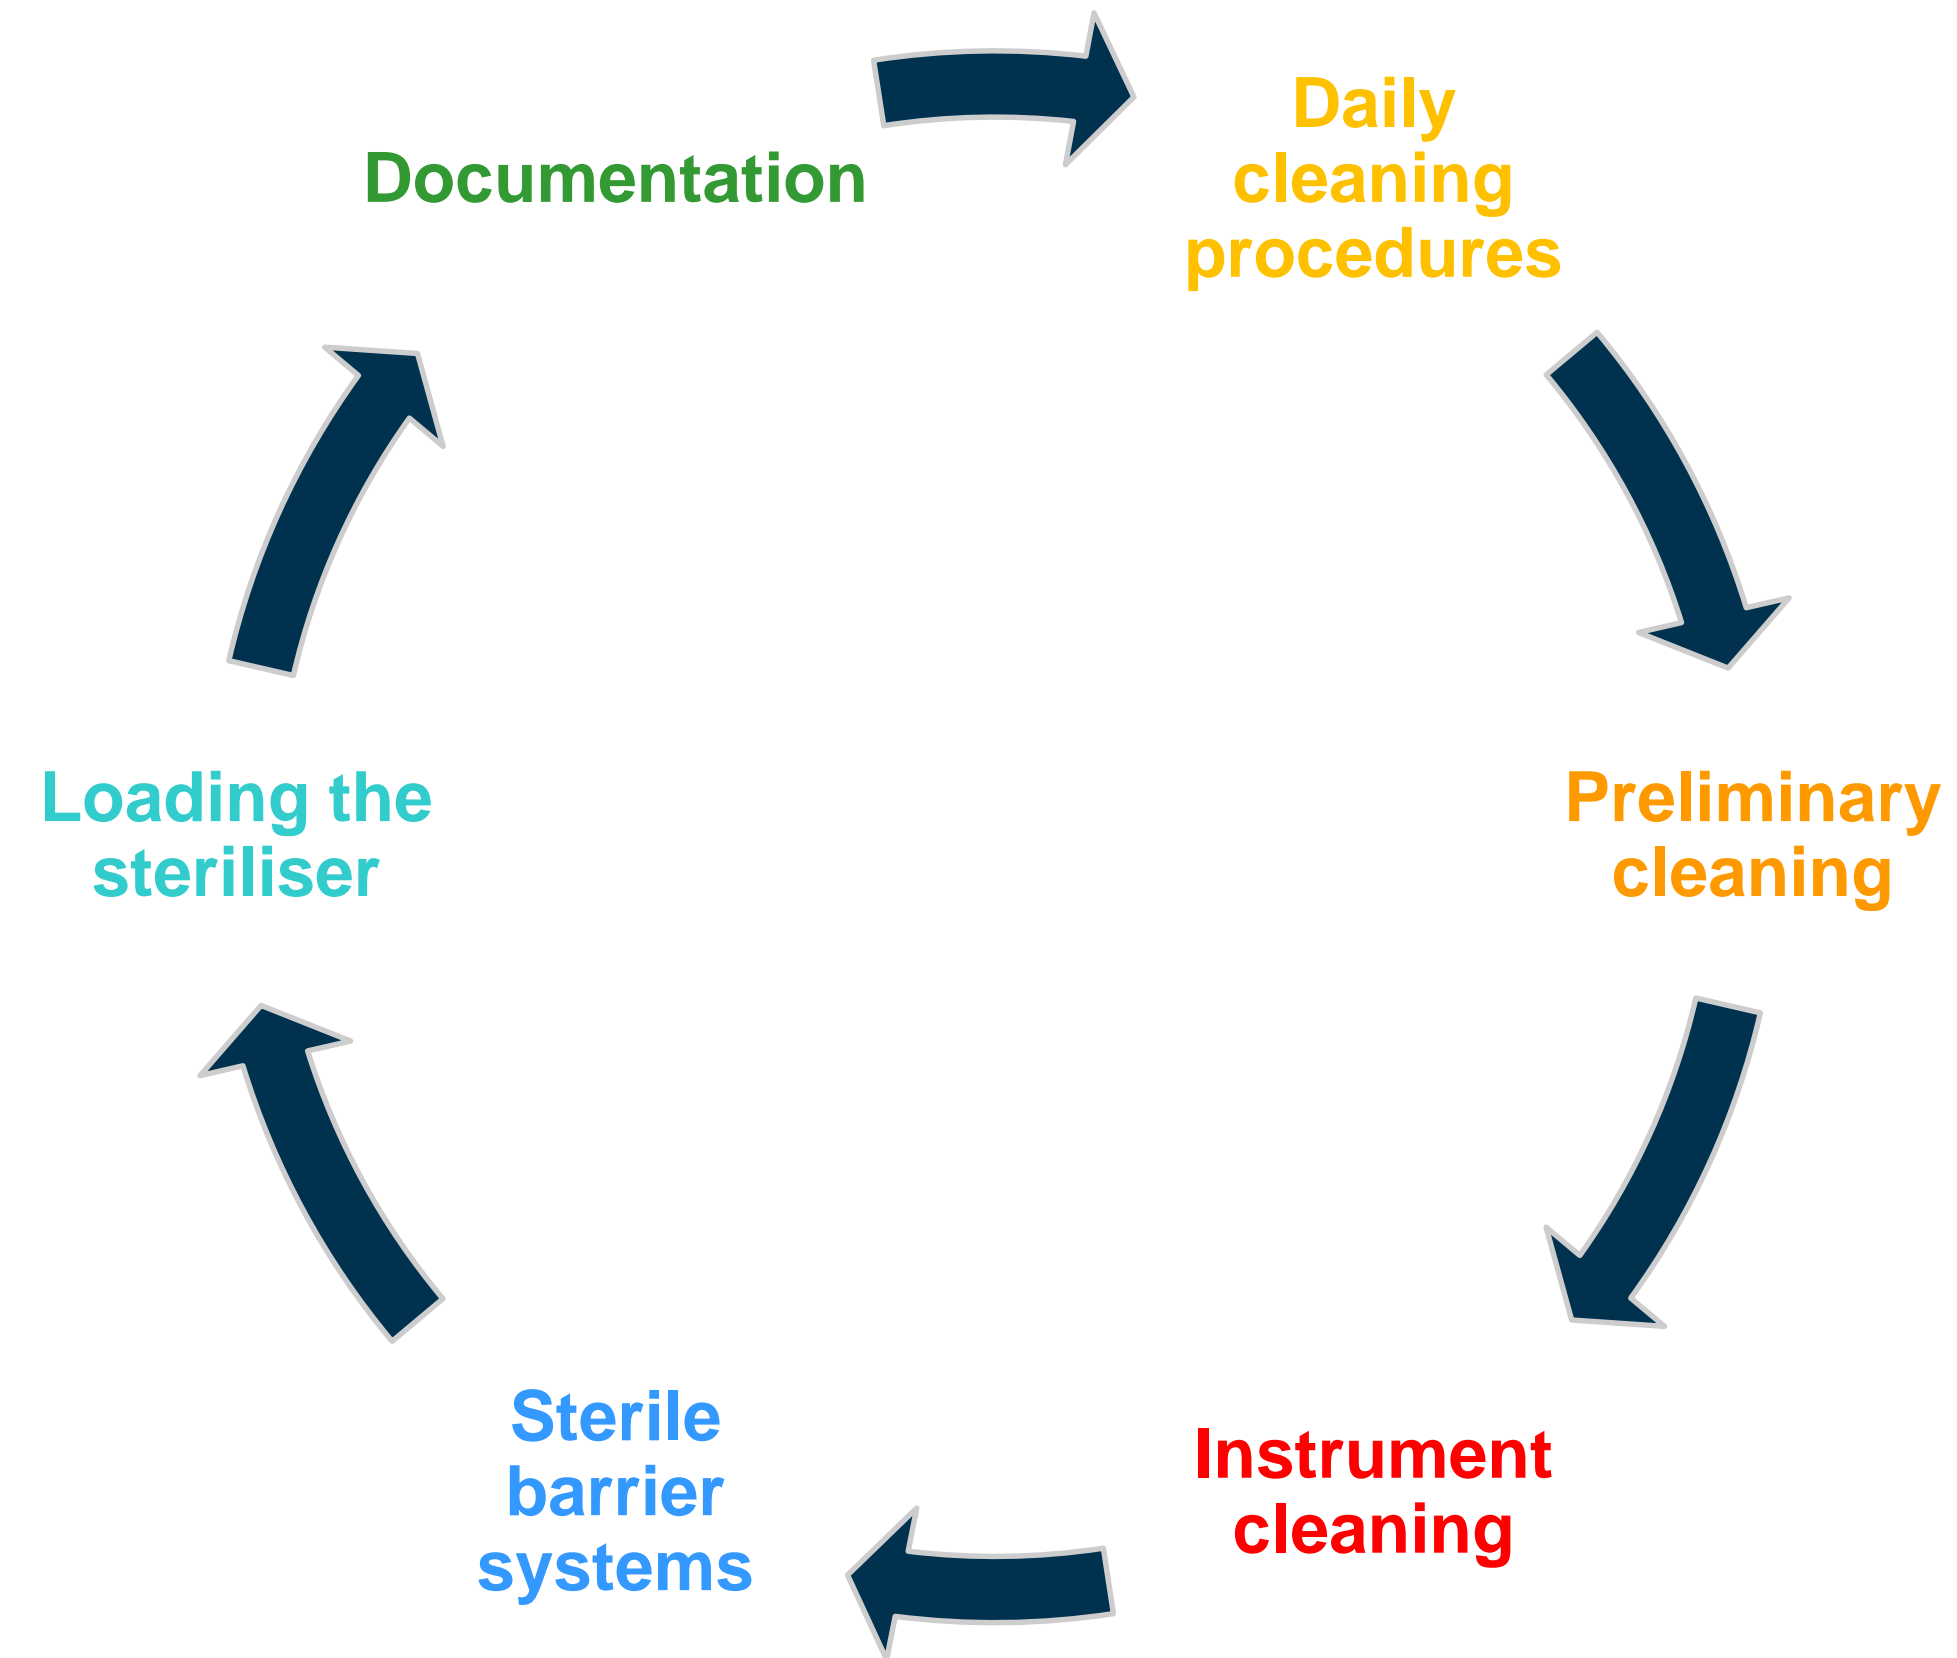 Documentation
Daily
cleaning
procedures
Preliminary
cleaning
Instrument
cleaning
Sterile
barrier
systems
Loading the
steriliser